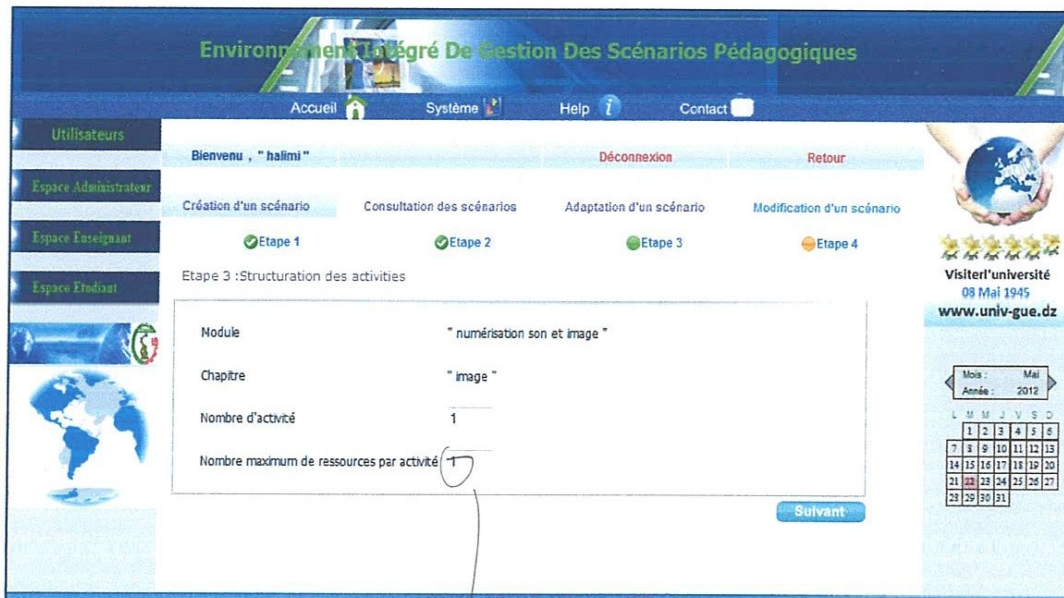 Environnement Intégré De Gestion Des Scénarios Pédagogiques
Accueil Système Help Contact
Utilisateurs
Espace Administrateur
Espace Enseignant
Espace Etudiant
Bienvenu , " halimi " Déconnexion Retour
Création d'un scénario Consultation des scénarios Adaptation d'un scénario Modification d'un scénario
Etape 1 Etape 2 Etape 3 Etape 4
Etape 3 :Structuration des activities
Module " numérisation son et image "
Chapitre " image "
Nombre d'activité 1
Nombre maximum de ressources par activité 1
Suivant
Visiterl'université
08 Mai 1945
www.univ-gue.dz
Mois : Mai
Année : 2012
L M M J V S D
1 2 3 4 5 6
7 8 9 10 11 12 13
14 15 16 17 18 19 20
21 22 23 24 25 26 27
28 29 30 31